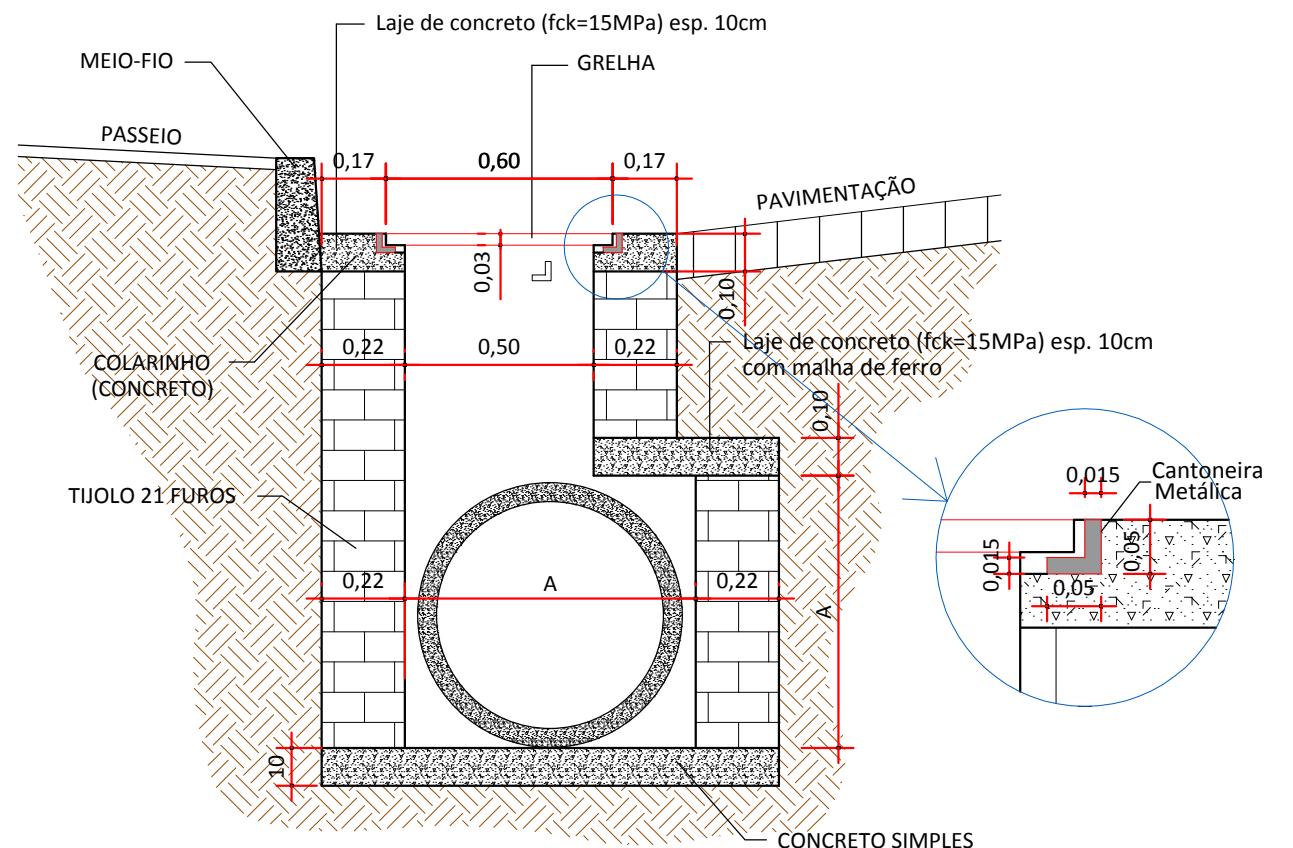 Laje de concreto (fck=15MPa) esp. 10cm
MEIO-FIO
GRELHA
PASSEIO
0,17
0,60
0,17
PAVIMENTAÇÃO
0,03
0,10
COLARINHO
(CONCRETO)
0,22
0,50
0,22
Laje de concreto (fck=15MPa) esp. 10cm
com malha de ferro
0,10
TIJOLO 21 FUROS
0,015
Cantoneira
Metálica
0,015
0,05
0,05
0,22
A
0,22
A
10
CONCRETO SIMPLES